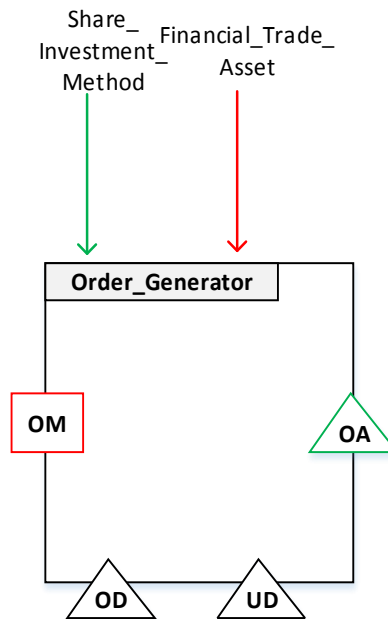 Share_
Investment_
Method
Financial_Trade_
Asset
Order_Generator
OM
OA
OD
UD